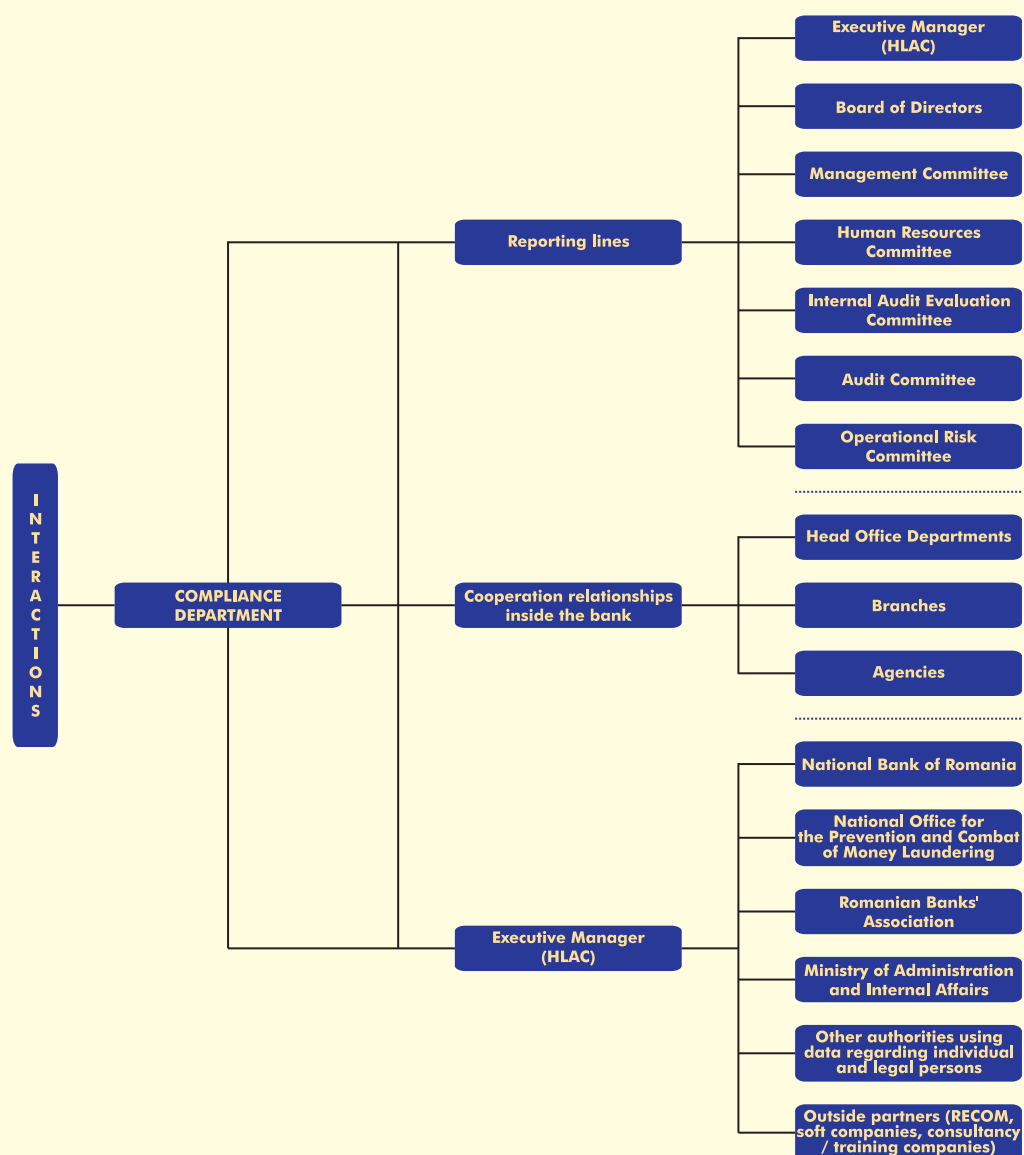 INTERACTIONS
COMPLIANCE
DEPARTMENT
Reporting lines
Executive Manager
(HLAC)
Board of Directors
Management Committee
Human Resources
Committee
Internal Audit Evaluation
Committee
Audit Committee
Operational Risk
Committee
Cooperation relationships
inside the bank
Head Office Departments
Branches
Agencies
Executive Manager
(HLAC)
National Bank of Romania
National Office for
the Prevention and Combat
of Money Laundering
Romanian Banks'
Association
Ministry of Administration
and Internal Affairs
Other authorities using
data regarding individual
and legal persons
Outside partners (RECOM,
soft companies, consultancy
/ training companies)